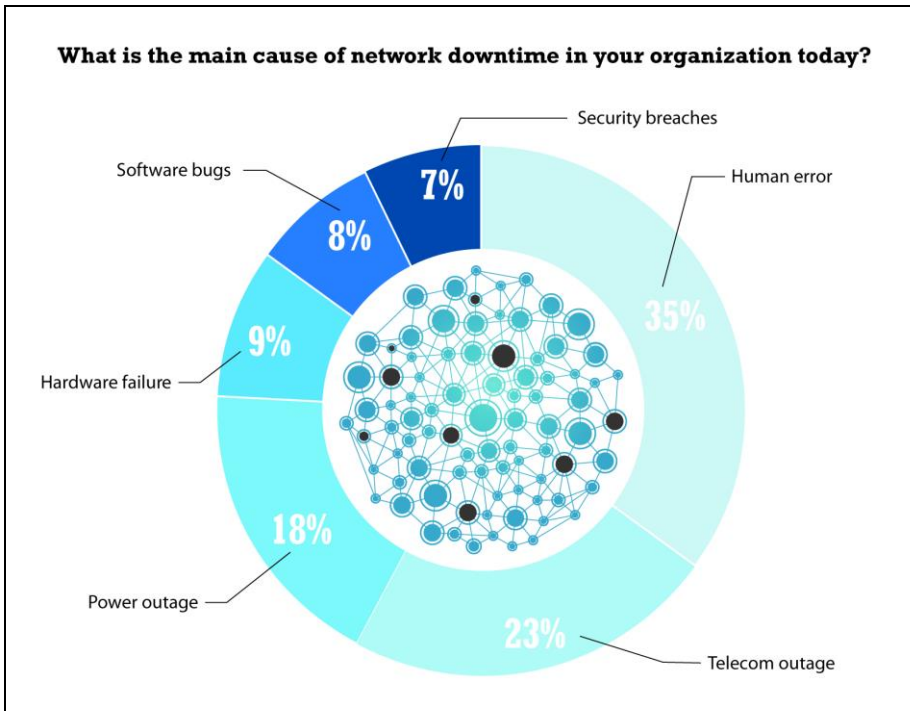 What is the main cause of network downtime in your organization today?
Security breaches
7%
Human error
35%
Telecom outage
23%
Power outage
18%
Hardware failure
9%
Software bugs
8%